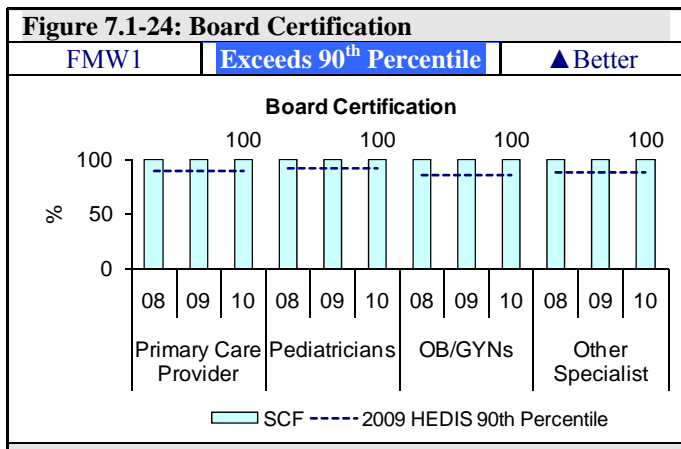 Figure 7.1-24: Board Certification
FMW1 Exceeds 90th Percentile ▲Better
Board Certification
100 100 100 100
100
50
0
%
08 09 10 08 09 10 08 09 10 08 09 10
Primary Care Provider Pediatricians OB/GYNs Other Specialist
SCF 2009 HEDIS 90th Percentile